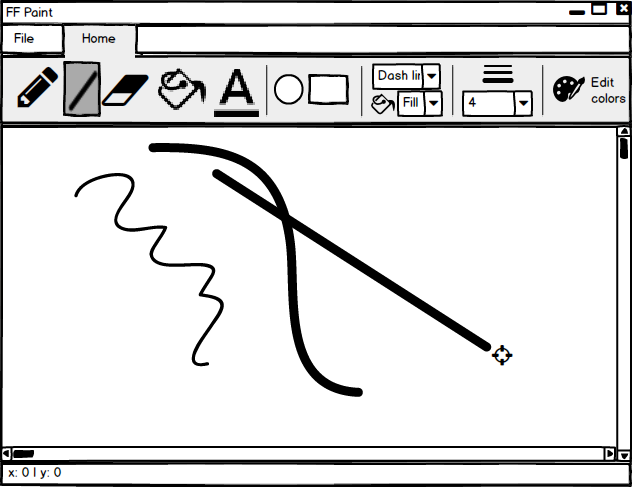 FF Paint
File Home
A
Dash lin
Fill
4
Edit
colors
x: 0 | y: 0